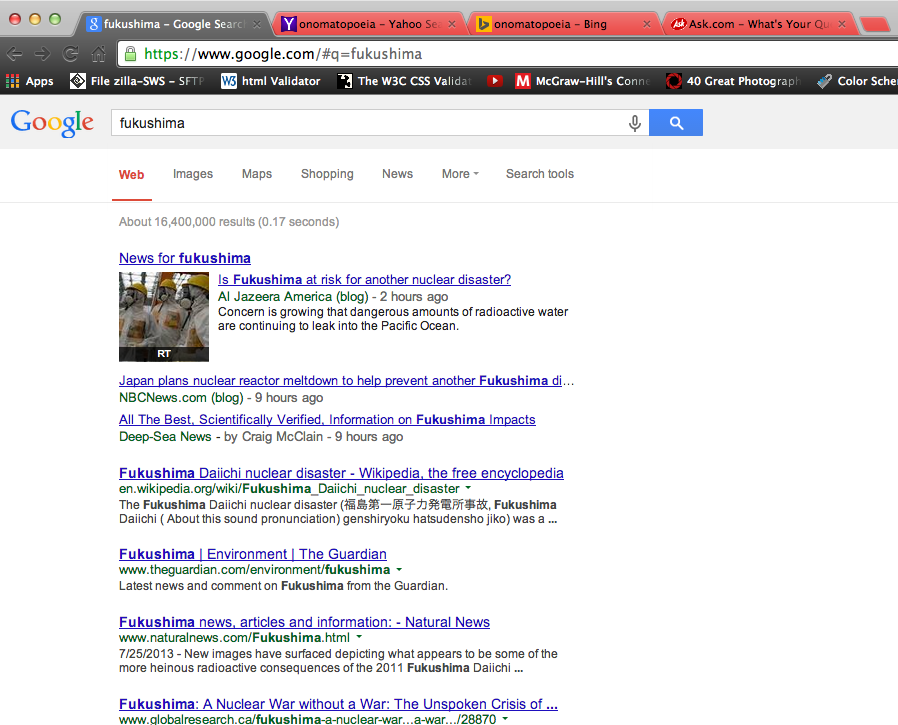 fukushima – Google Search
onomatopoeia - Yahoo Sea
onomatopoeia - Bing
Ask.com - What's Your Qu
https://www.google.com/#q=fukushima
Apps
File zilla-SWS – SFTP
html Validator
The W3C CSS Validat
McGraw-Hill's Conne
40 Great Photograph
Color Sche
Google
fukushima
Web
Images
Maps
Shopping
News
More
Search tools
About 16,400,000 results (0.17 seconds)
News for fukushima
Is Fukushima at risk for another nuclear disaster?
Al Jazeera America (blog) - 2 hours ago
Concern is growing that dangerous amounts of radioactive water
are continuing to leak into the Pacific Ocean.
RT
Japan plans nuclear reactor meltdown to help prevent another Fukushima di...
NBCNews.com (blog) - 9 hours ago
All The Best, Scientifically Verified, Information on Fukushima Impacts
Deep-Sea News - by Craig McClain - 9 hours ago
Fukushima Daiichi nuclear disaster - Wikipedia, the free encyclopedia
en.wikipedia.org/wiki/Fukushima_Daiichi_nuclear_disaster
The Fukushima Daiichi nuclear disaster (福島第一原子力発電所事故, Fukushima
Daiichi ( About this sound pronunciation) genshiryoku hatsudensho jiko) was a ...
Fukushima | Environment | The Guardian
www.theguardian.com/environment/fukushima
Latest news and comment on Fukushima from the Guardian.
Fukushima news, articles and information: - Natural News
www.naturalnews.com/Fukushima.html
7/25/2013 - New images have surfaced depicting what appears to be some of the
more heinous radioactive consequences of the 2011 Fukushima Daiichi ...
Fukushima: A Nuclear War without a War: The Unspoken Crisis of ...
www.globalresearch.ca/fukushima-a-nuclear-war...a-war.../28870